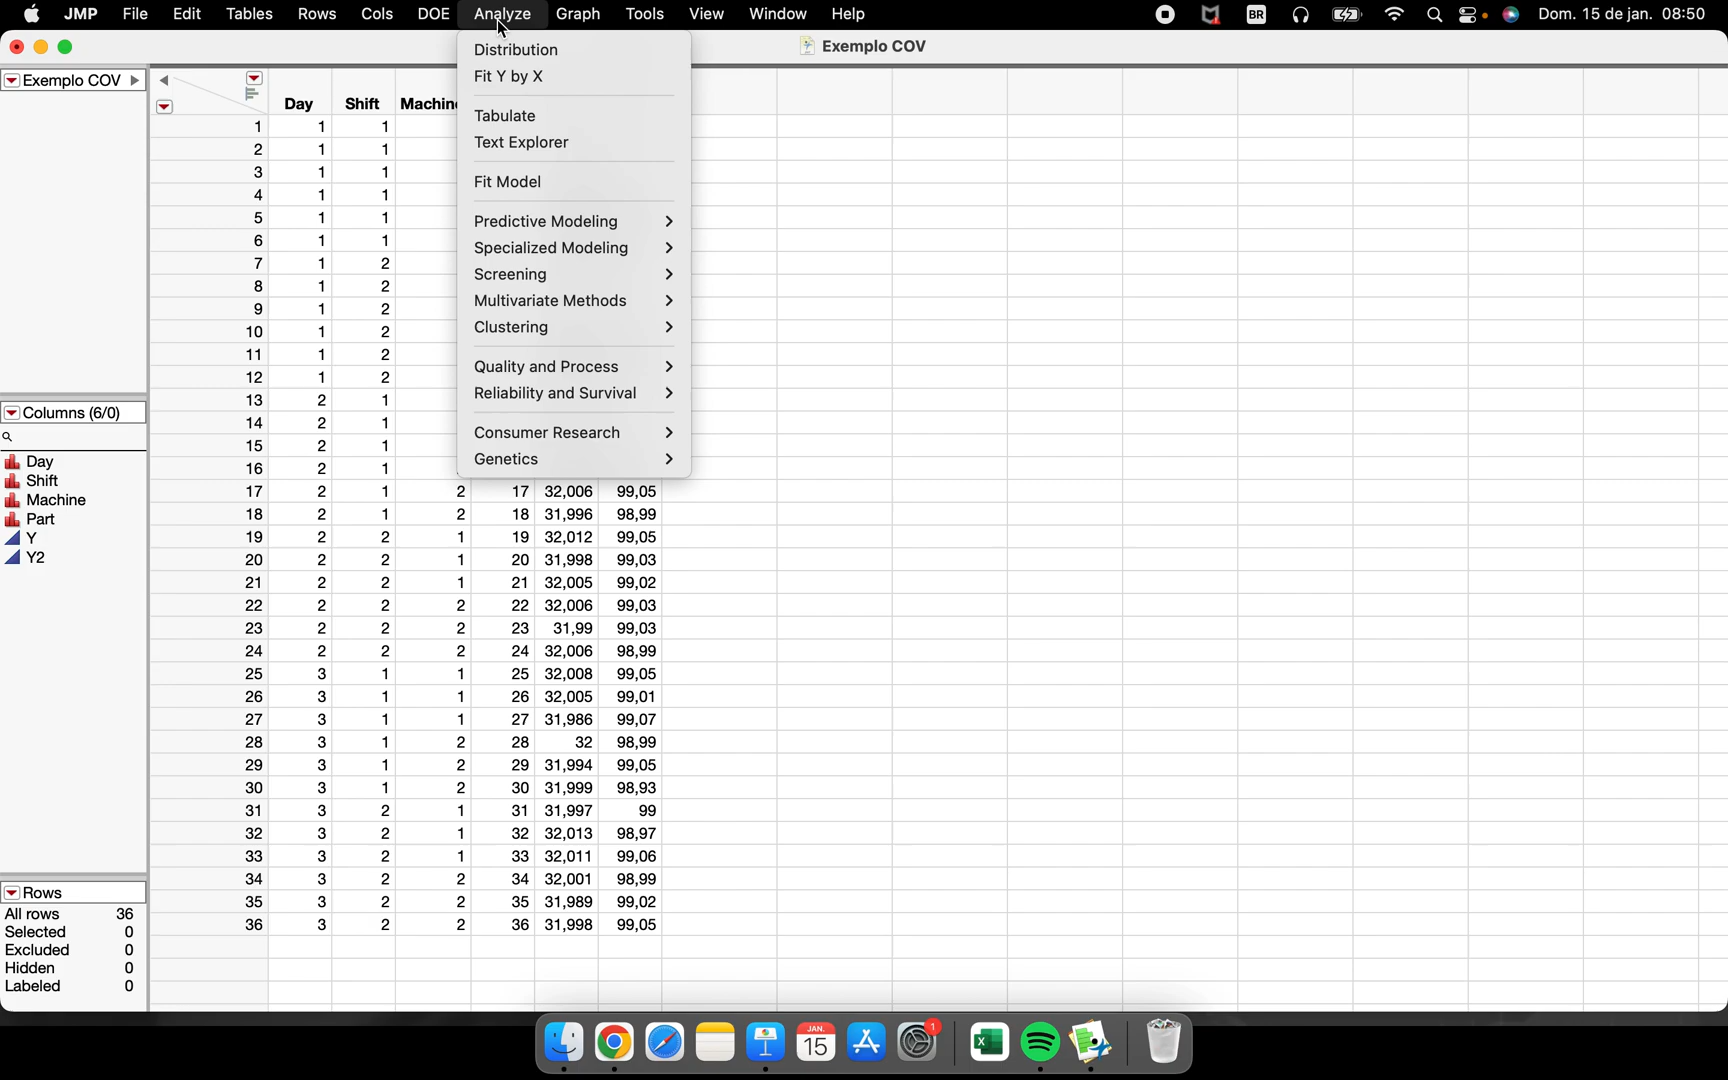 JMP File Edit Tables Rows Cols DOE Analyze Graph Tools View Window Help BR Dom. 15 de jan. 08:50
Exemplo COV
Exemplo COV
Day Shift Machin
Distribution
Fit Y by X
Tabulate
Text Explorer
Fit Model
Predictive Modeling
Specialized Modeling
Screening
Multivariate Methods
Clustering
Quality and Process
Reliability and Survival
Consumer Research
Genetics
1 1 1
2 1 1
3 1 1
4 1 1
5 1 1
6 1 1
7 1 2
8 1 2
9 1 2
10 1 2
11 1 2
12 1 2
13 2 1
14 2 1
15 2 1
16 2 1
17 2 1 2 17 32,006 99,05
18 2 1 2 18 31,996 98,99
19 2 2 1 19 32,012 99,05
20 2 2 1 20 31,998 99,03
21 2 2 1 21 32,005 99,02
22 2 2 2 22 32,006 99,03
23 2 2 2 23 31,99 99,03
24 2 2 2 24 32,006 98,99
25 3 1 1 25 32,008 99,05
26 3 1 1 26 32,005 99,01
27 3 1 1 27 31,986 99,07
28 3 1 2 28 32 98,99
29 3 1 2 29 31,994 99,05
30 3 1 2 30 31,999 98,93
31 3 2 1 31 31,997 99
32 3 2 1 32 32,013 98,97
33 3 2 1 33 32,011 99,06
34 3 2 2 34 32,001 98,99
35 3 2 2 35 31,989 99,02
36 3 2 2 36 31,998 99,05
Columns (6/0)
Day
Shift
Machine
Part
Y
Y2
Rows
All rows 36
Selected 0
Excluded 0
Hidden 0
Labeled 0
JAN.
15
1